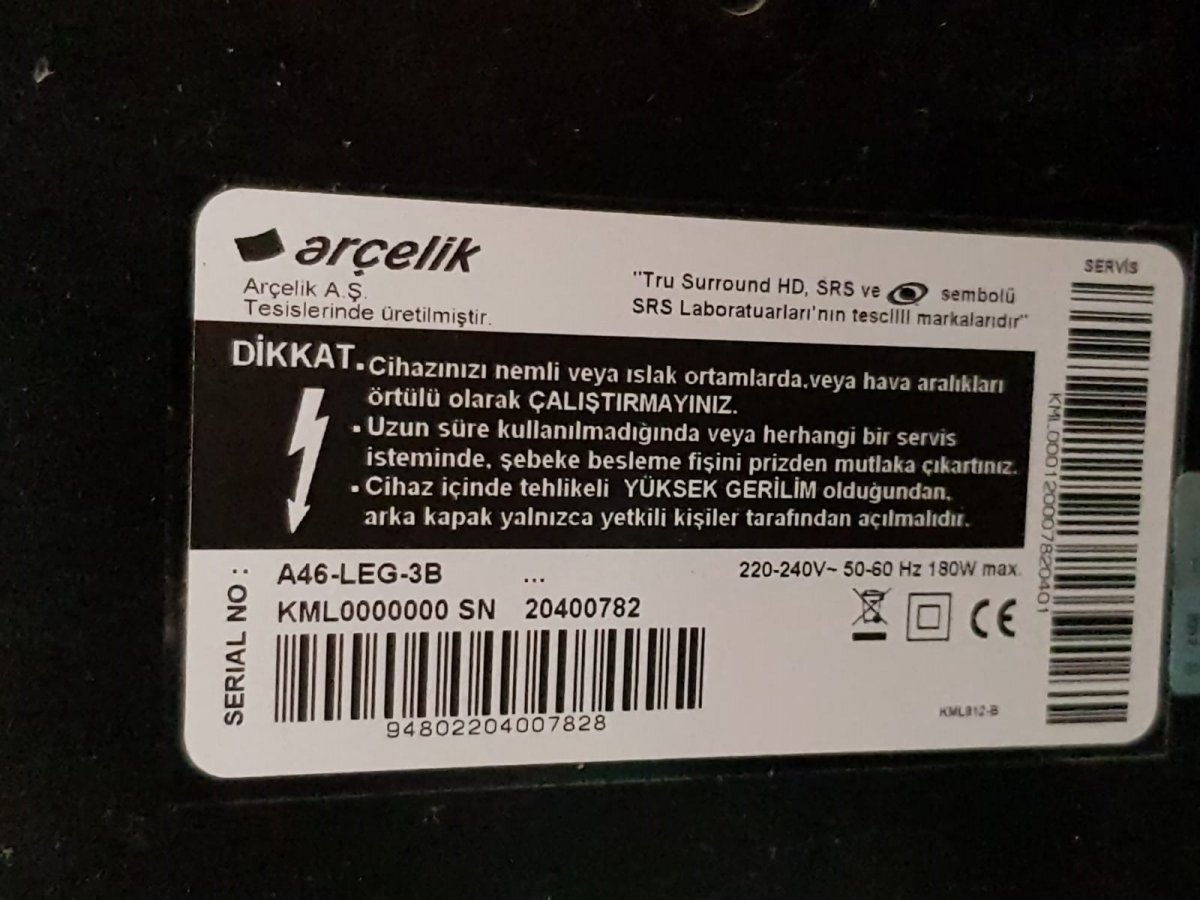 arçelik
Arçelik A.Ş.
Tesislerinde üretilmiştir.
"Tru Surround HD, SRS ve sembolü
SRS Laboratuarları'nın tescilli markalarıdır"
SERVİS
DİKKAT
▪ Cihazınızı nemli veya ıslak ortamlarda,veya hava aralıkları
örtülü olarak ÇALIŞTIRMAYINIZ.
▪ Uzun süre kullanılmadığında veya herhangi bir servis
isteminde, şebeke besleme fişini prizden mutlaka çıkartınız.
▪ Cihaz içinde tehlikeli YÜKSEK GERİLİM olduğundan,
arka kapak yalnızca yetkili kişiler tarafından açılmalıdır.
SERIAL NO :
A46-LEG-3B ...
KML0000000 SN 20400782
94802204007828
220-240V~ 50-60 Hz 180W max.
CE
KML912-B
KML0001200007820401